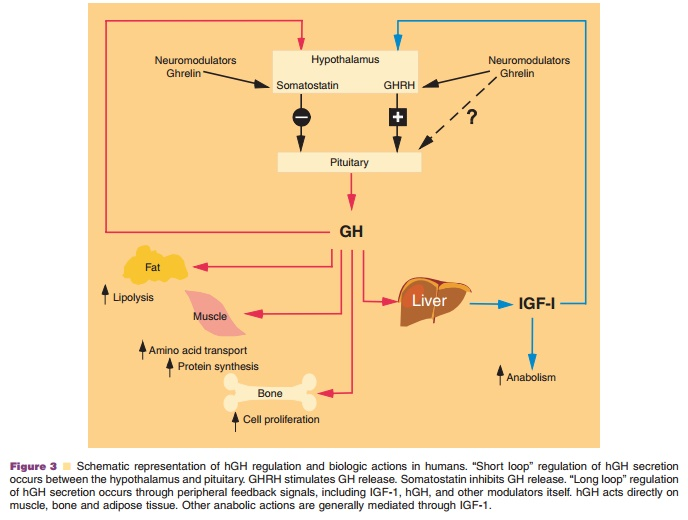 Hypothalamus
Neuromodulators
Ghrelin
Neuromodulators
Ghrelin
Somatostatin
GHRH
−
+
?
Pituitary
GH
Fat
Lipolysis
Liver
IGF-I
Muscle
Amino acid transport
Protein synthesis
Anabolism
Bone
Cell proliferation
Figure 3 Schematic representation of hGH regulation and biologic actions in humans. “Short loop” regulation of hGH secretion
occurs between the hypothalamus and pituitary. GHRH stimulates GH release. Somatostatin inhibits GH release. “Long loop” regulation
of hGH secretion occurs through peripheral feedback signals, including IGF-1, hGH, and other modulators itself. hGH acts directly on
muscle, bone and adipose tissue. Other anabolic actions are generally mediated through IGF-1.